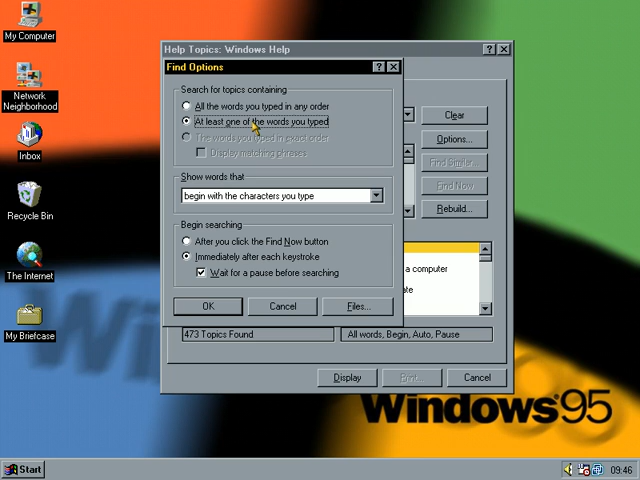 My Computer
Network
Neighborhood
Inbox
Recycle Bin
The Internet
My Briefcase
Help Topics: Windows Help
Find Options
Search for topics containing
All the words you typed in any order
At least one of the words you typed
The words you typed in exact order
Display matching phrases
Show words that
begin with the characters you type
Begin searching
After you click the Find Now button
Immediately after each keystroke
Wait for a pause before searching
OK
Cancel
Files...
Clear
Options...
Find Similar...
Find Now
Rebuild...
a computer
473 Topics Found
All words, Begin, Auto, Pause
Display
Print...
Cancel
Windows 95
Start
09:46